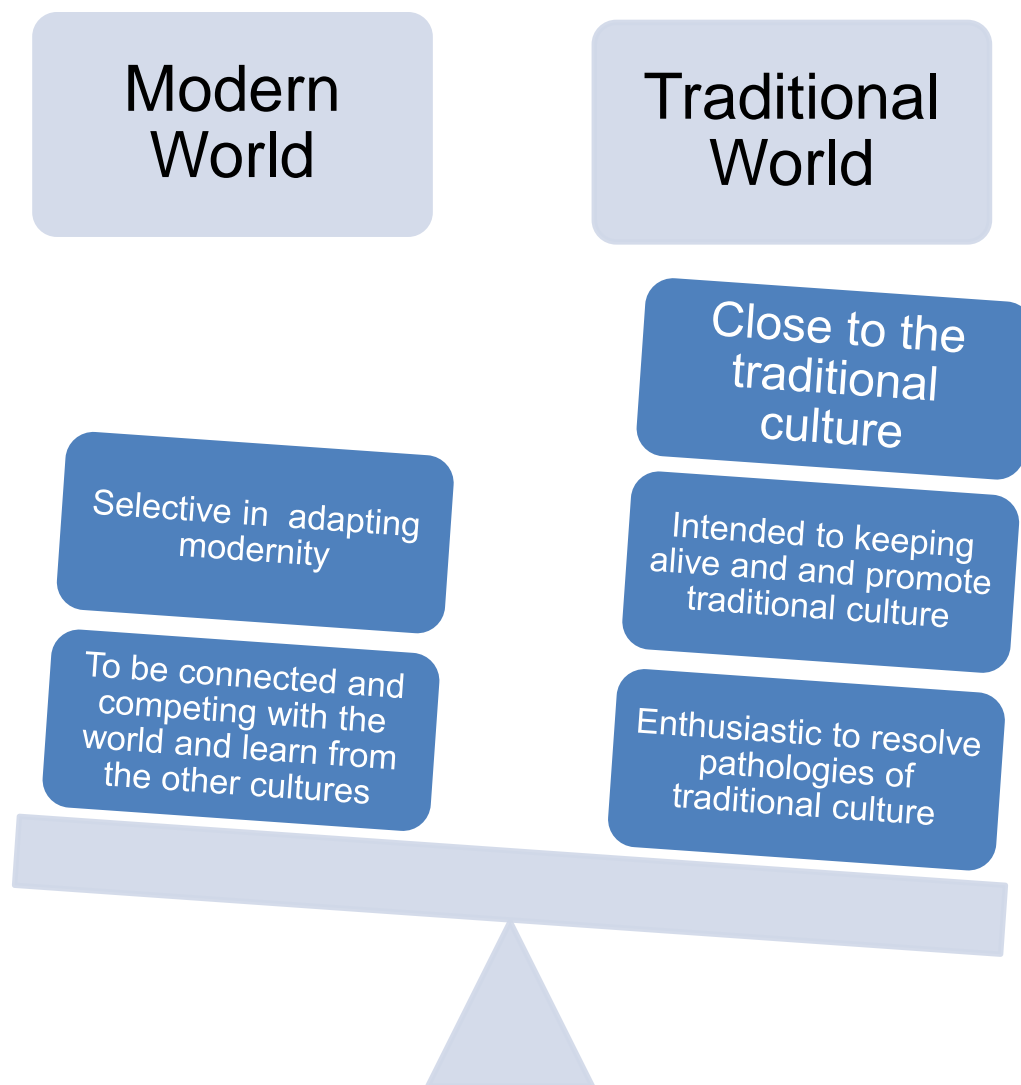 Modern
World
Traditional
World
Selective in  adapting
modernity
To be connected and
competing with the
world and learn from
the other cultures
Close to the
traditional
culture
Intended to keeping
alive and and promote
traditional culture
Enthusiastic to resolve
pathologies of
traditional culture